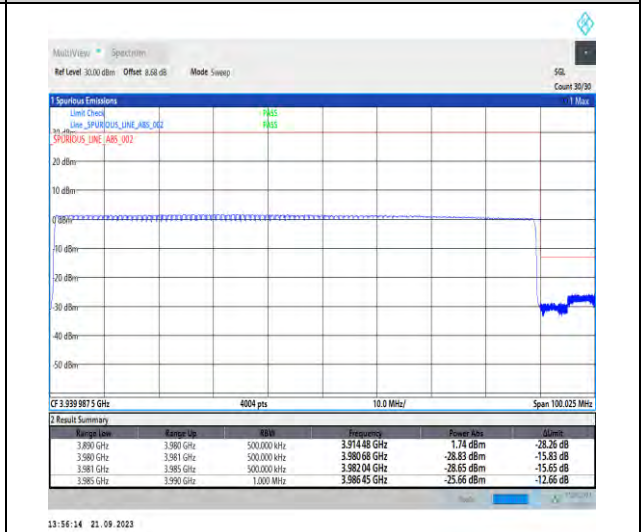 MultiView Spectrum
Ref Level 30.00 dBm Offset 8.68 dB Mode Sweep SGL
Count 30/30
1 Spurious Emissions 1 Max
Limit Check PASS
Line _SPURIOUS_LINE_ABS_002 PASS
30 dBm
_SPURIOUS_LINE_ABS_002
20 dBm
10 dBm
0 dBm
-10 dBm
-20 dBm
-30 dBm
-40 dBm
-50 dBm
CF 3.939 987 5 GHz 4004 pts 10.0 MHz/ Span 100.025 MHz
2 Result Summary
Range Low Range Up RBW Frequency Power Abs ΔLimit
3.890 GHz 3.980 GHz 500.000 kHz 3.914 48 GHz 1.74 dBm -28.26 dB
3.980 GHz 3.981 GHz 500.000 kHz 3.980 68 GHz -28.83 dBm -15.83 dB
3.981 GHz 3.985 GHz 500.000 kHz 3.982 04 GHz -28.65 dBm -15.65 dB
3.985 GHz 3.990 GHz 1.000 MHz 3.986 45 GHz -25.66 dBm -12.66 dB
13:56:14 21.09.2023